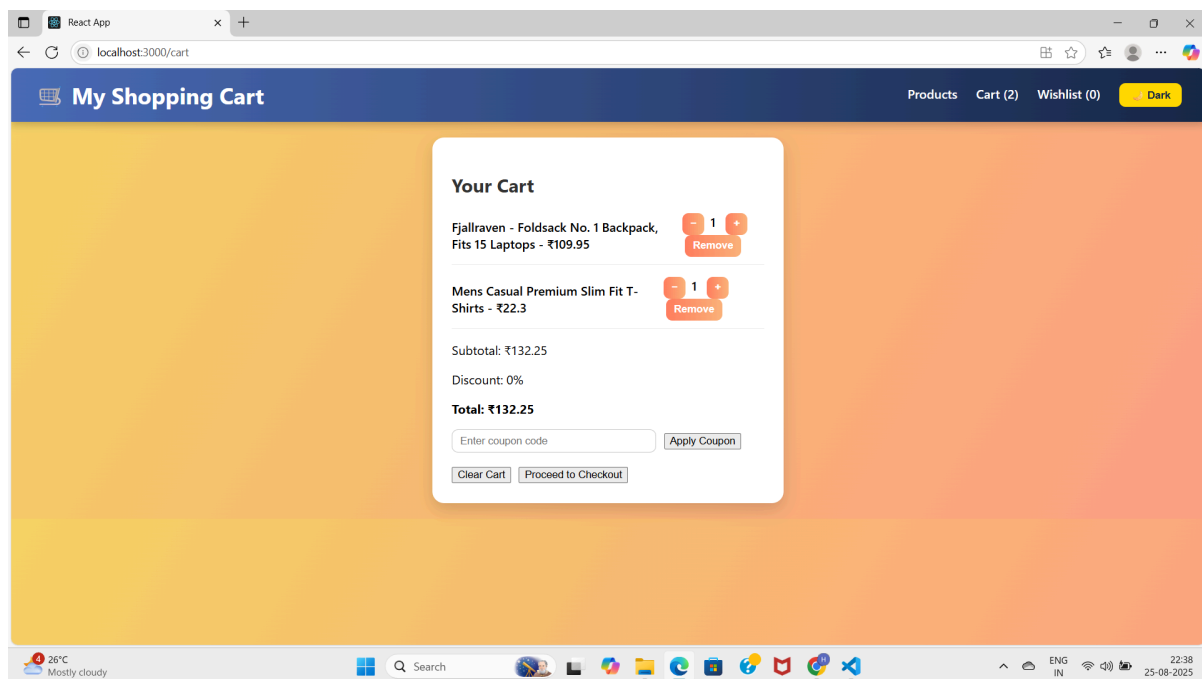 React App
localhost:3000/cart
My Shopping Cart
Products Cart (2) Wishlist (0) Dark
Your Cart
Fjallraven - Foldsack No. 1 Backpack,
Fits 15 Laptops - ₹109.95
− 1 +
Remove
Mens Casual Premium Slim Fit T-
Shirts - ₹22.3
− 1 +
Remove
Subtotal: ₹132.25
Discount: 0%
Total: ₹132.25
Enter coupon code
Apply Coupon
Clear Cart Proceed to Checkout
4
26°C
Mostly cloudy
Search
H
ENG
IN
22:38
25-08-2025